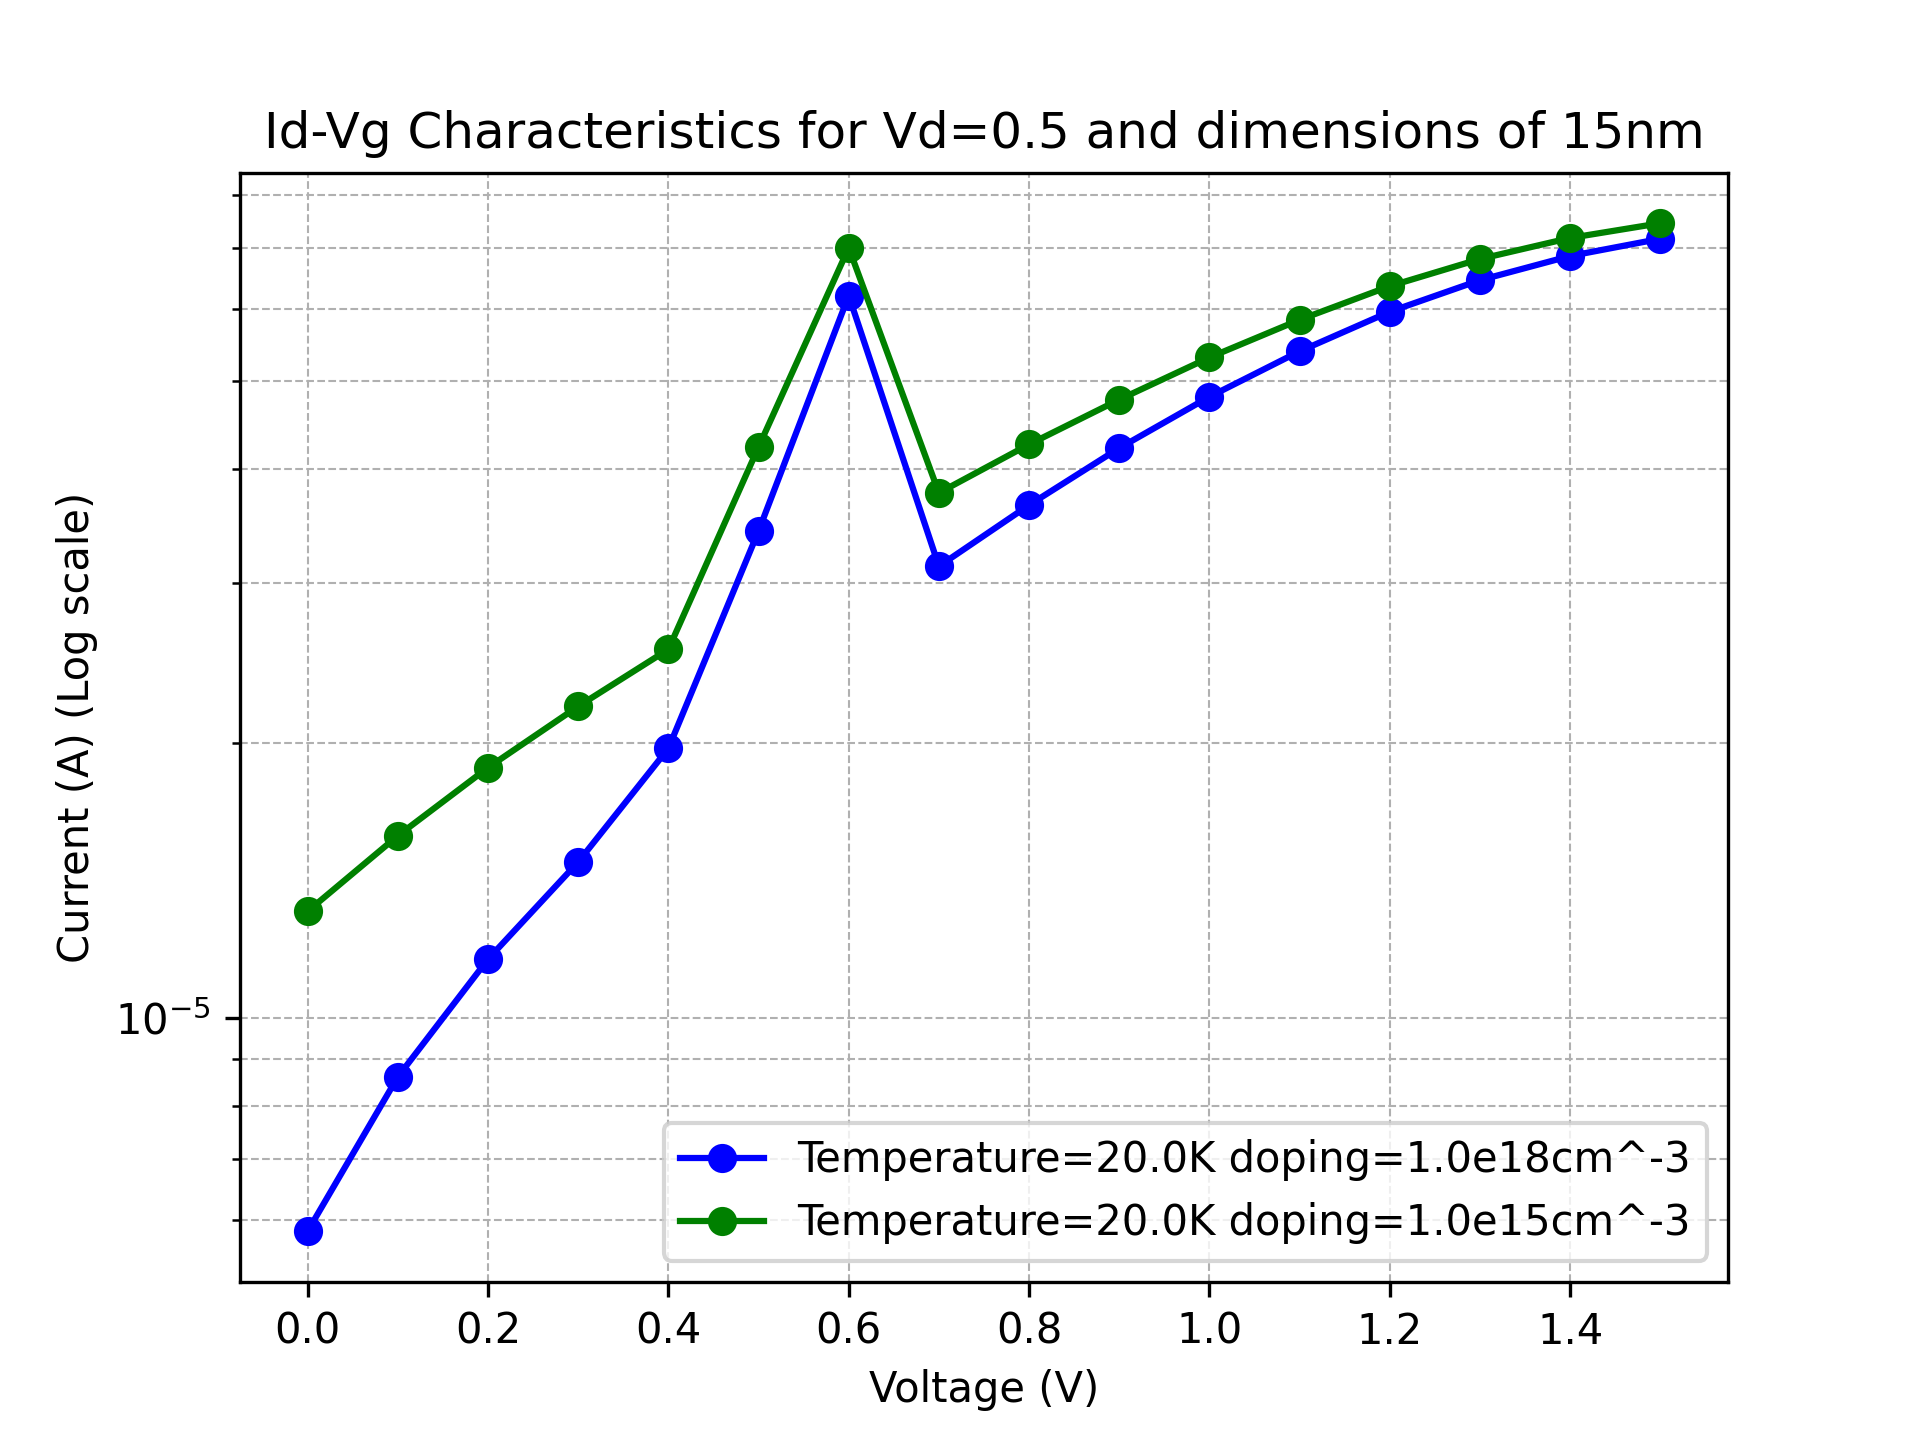 Id-Vg Characteristics for Vd=0.5 and dimensions of 15nm
Current (A) (Log scale)
10⁻⁵
Temperature=20.0K doping=1.0e18cm^-3
Temperature=20.0K doping=1.0e15cm^-3
0.0 0.2 0.4 0.6 0.8 1.0 1.2 1.4
Voltage (V)